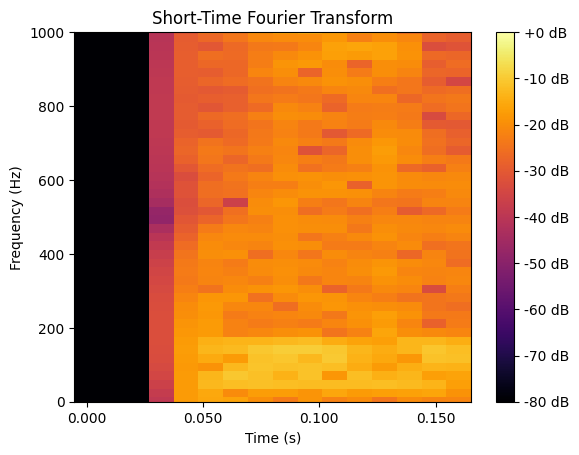 Short-Time Fourier Transform
1000
800
600
400
200
0
Frequency (Hz)
0.000
0.050
0.100
0.150
Time (s)
+0 dB
-10 dB
-20 dB
-30 dB
-40 dB
-50 dB
-60 dB
-70 dB
-80 dB